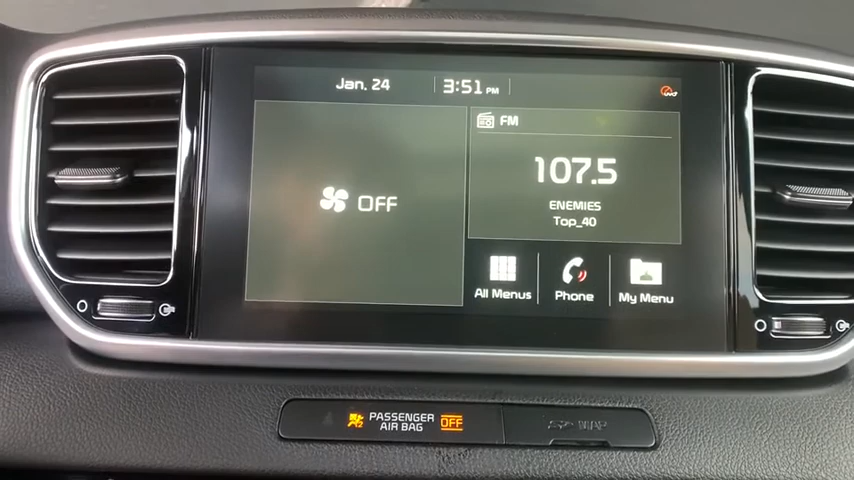 Jan. 24
3:51 PM
FM
OFF
107.5
ENEMIES
Top_40
All Menus
Phone
My Menu
PASSENGER
AIR BAG
OFF
MAP